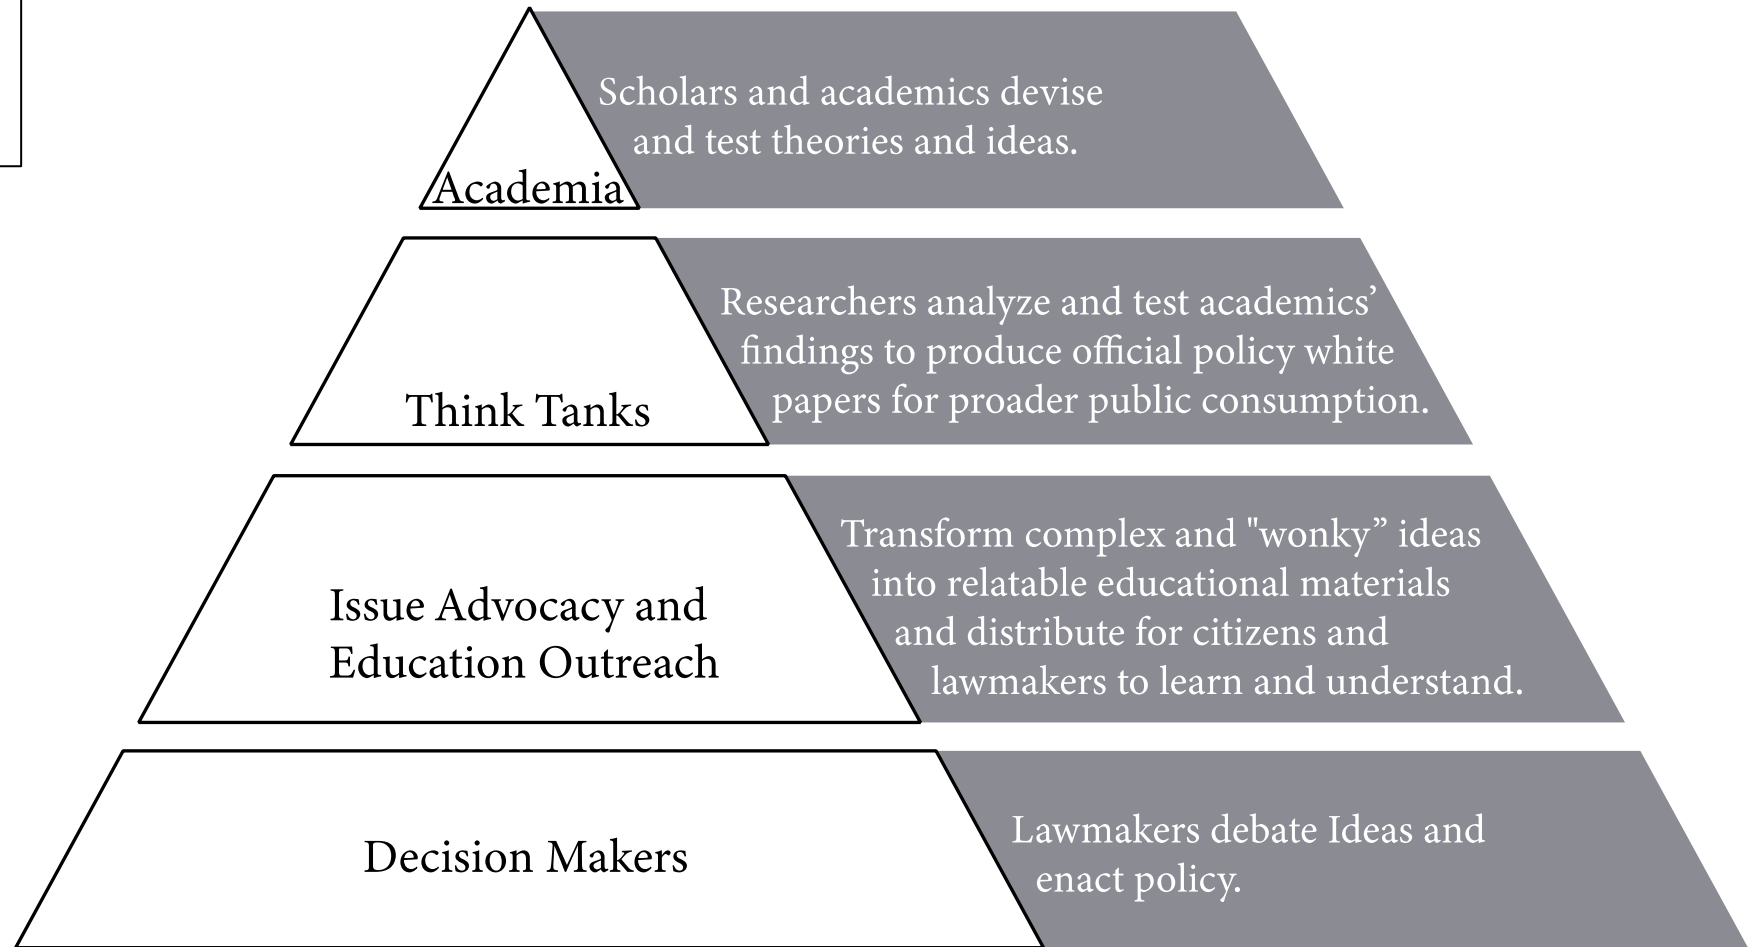 Scholars and academics devise
and test theories and ideas.
Academia
Researchers analyze and test academics’
findings to produce official policy white
papers for proader public consumption.
Think Tanks
Transform complex and "wonky” ideas
into relatable educational materials
and distribute for citizens and
lawmakers to learn and understand.
Issue Advocacy and
Education Outreach
Lawmakers debate Ideas and
enact policy.
Decision Makers